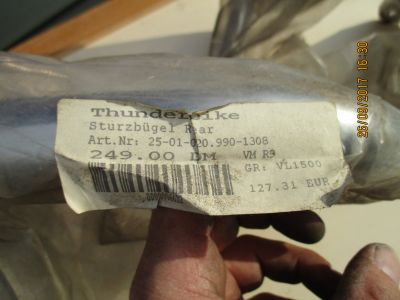 Thunderbike
Sturzbügel Rear
Art.Nr: 25-01-020.990-1308
249.00 DM VM R9
GR: VL1500
127.31 EUR
25/09/2017 16:30